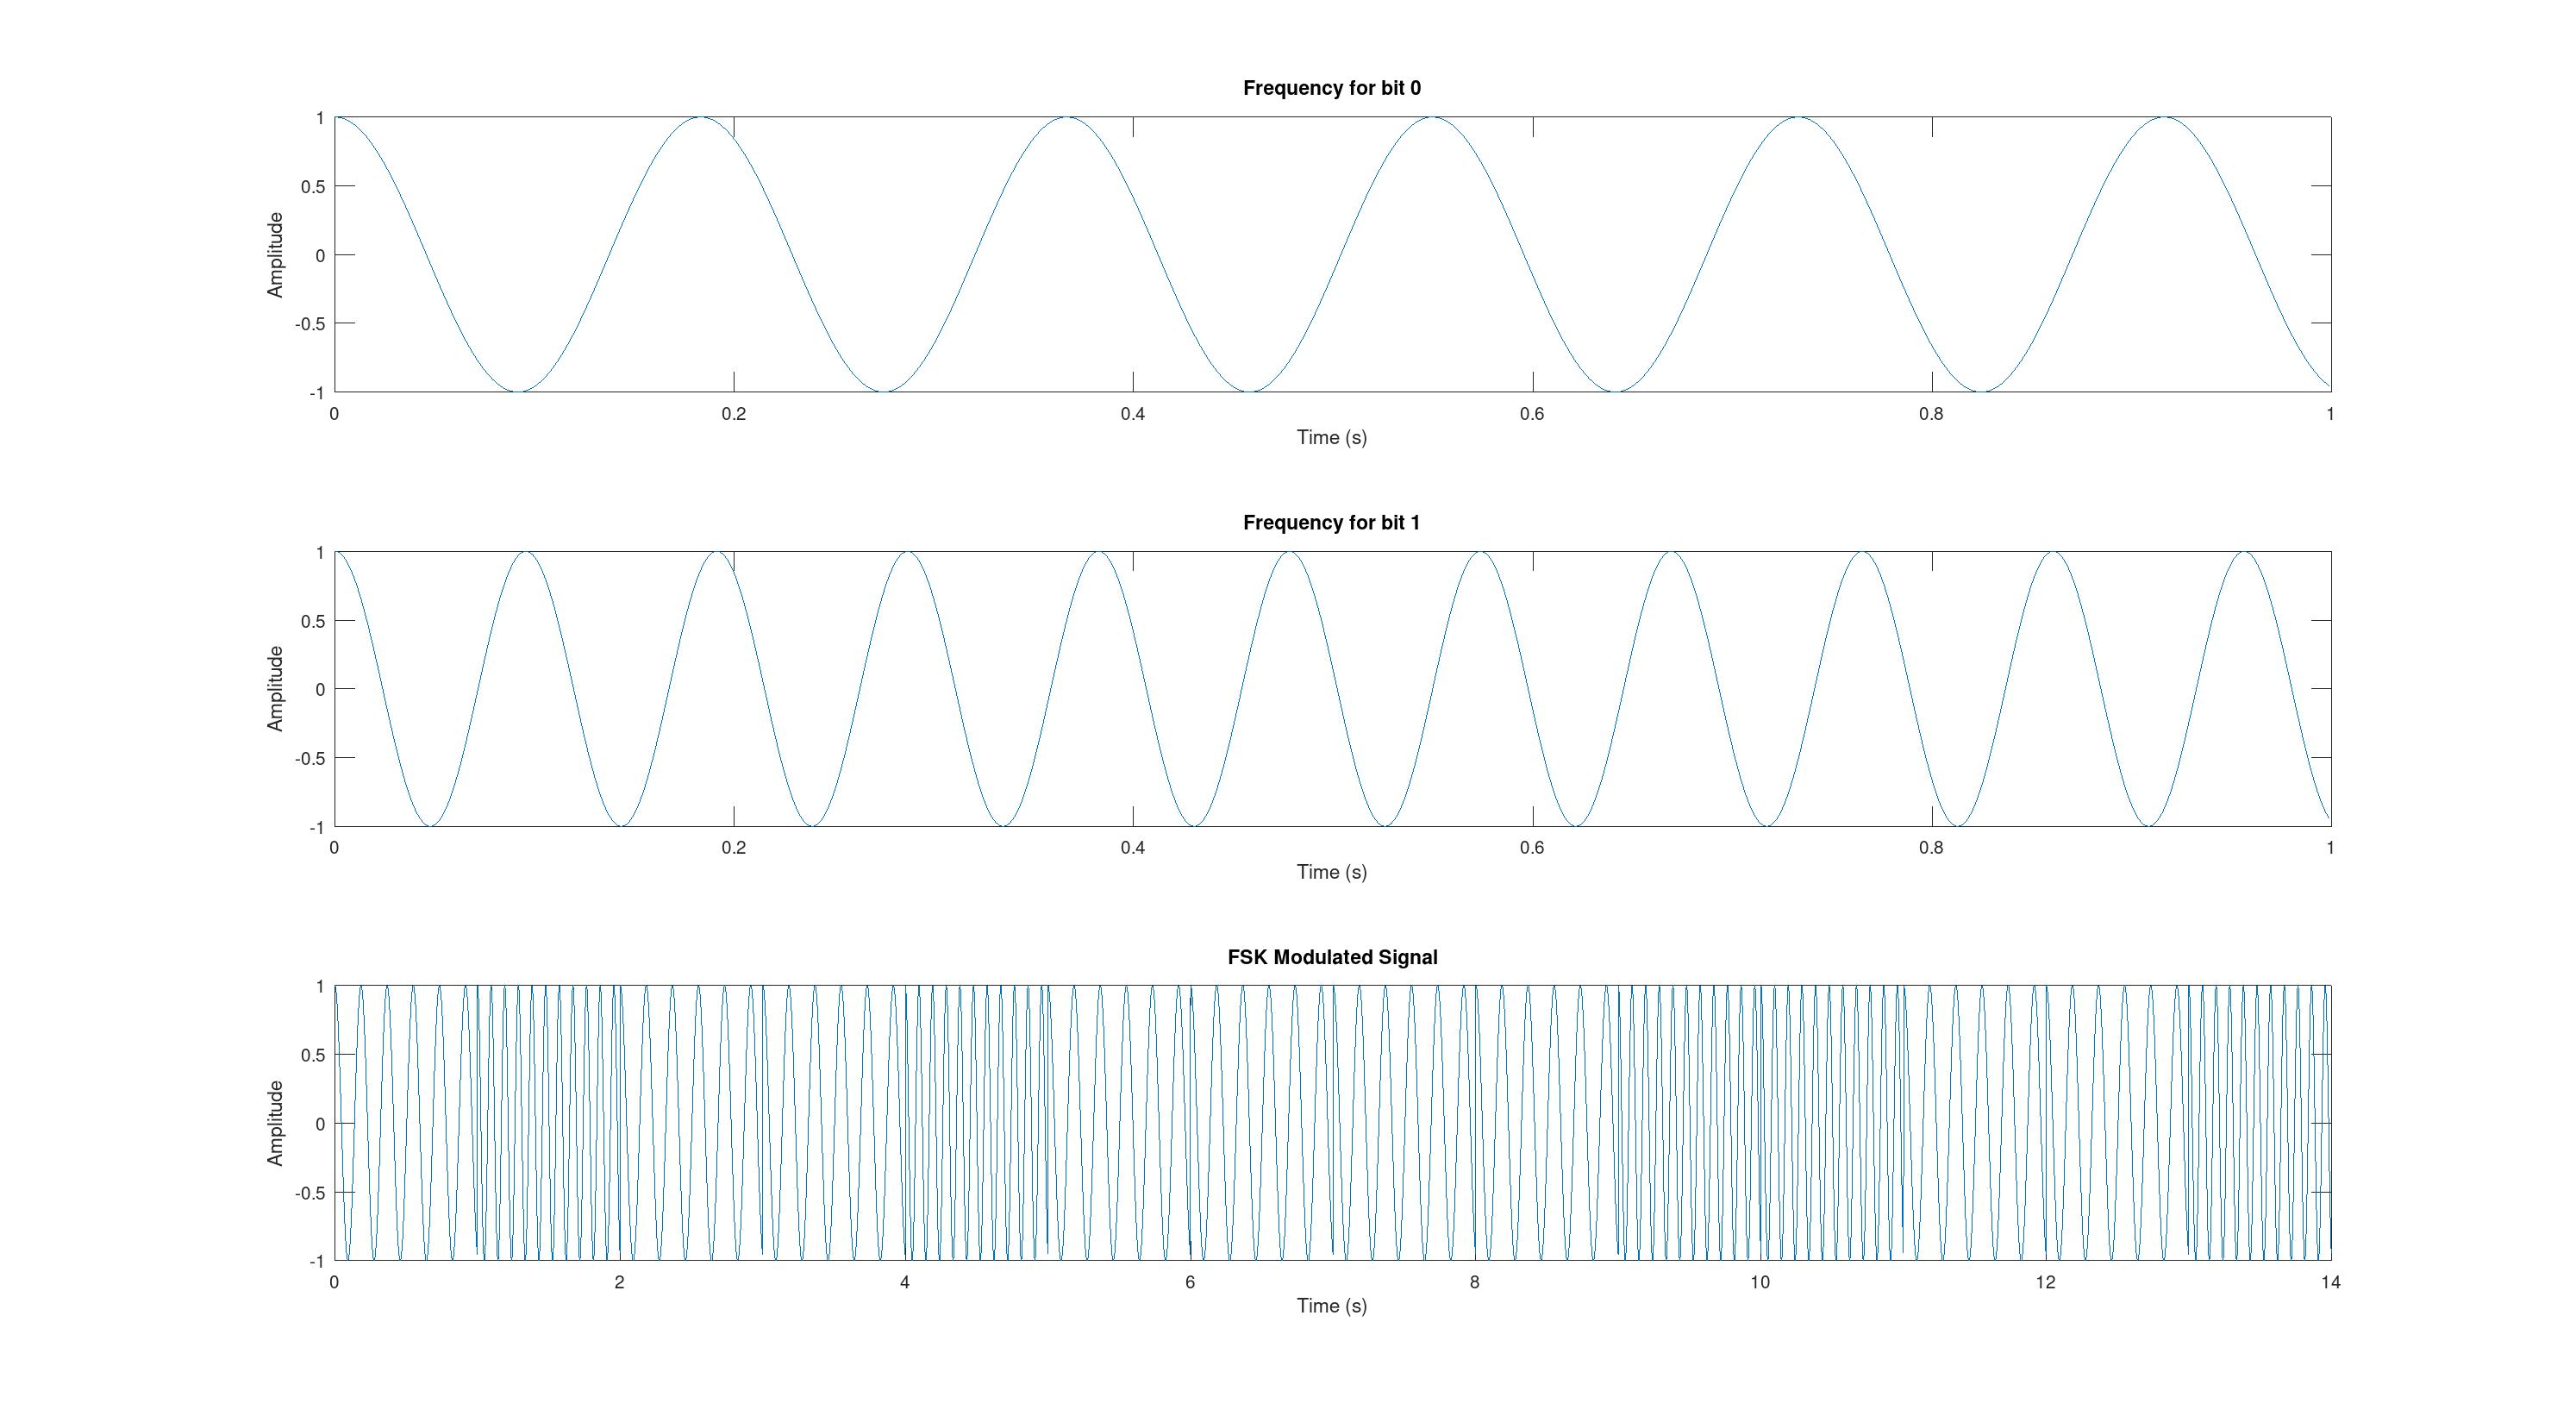 Frequency for bit 0
1
0.5
0
-0.5
-1
Amplitude
0 0.2 0.4 0.6 0.8 1
Time (s)
Frequency for bit 1
1
0.5
0
-0.5
-1
Amplitude
0 0.2 0.4 0.6 0.8 1
Time (s)
FSK Modulated Signal
1
0.5
0
-0.5
-1
Amplitude
0 2 4 6 8 10 12 14
Time (s)